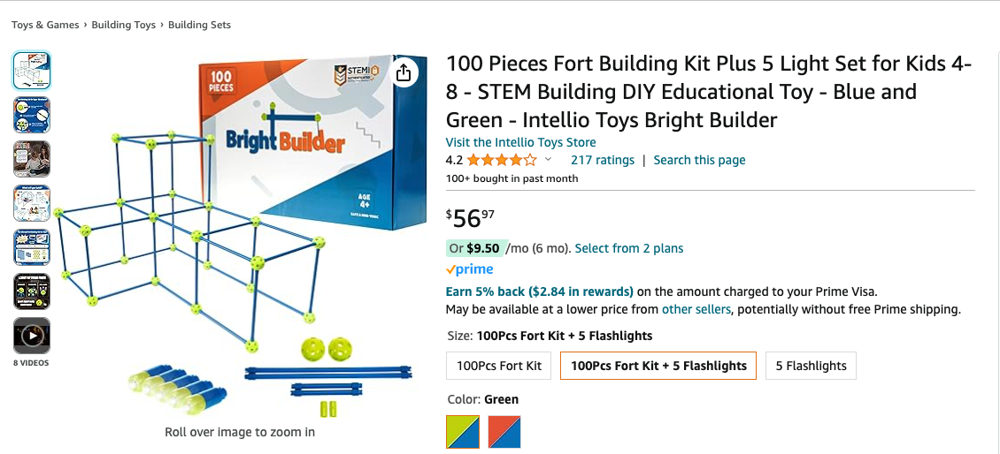 Toys & Games › Building Toys › Building Sets
100
PIECES
STEM
Bright Builder
AGE
4+
8 VIDEOS
Roll over image to zoom in
100 Pieces Fort Building Kit Plus 5 Light Set for Kids 4-
8 - STEM Building DIY Educational Toy - Blue and
Green - Intellio Toys Bright Builder
Visit the Intellio Toys Store
4.2 217 ratings | Search this page
100+ bought in past month
$56 97
Or $9.50 /mo (6 mo). Select from 2 plans
prime
Earn 5% back ($2.84 in rewards) on the amount charged to your Prime Visa.
May be available at a lower price from other sellers, potentially without free Prime shipping.
Size: 100Pcs Fort Kit + 5 Flashlights
100Pcs Fort Kit 100Pcs Fort Kit + 5 Flashlights 5 Flashlights
Color: Green